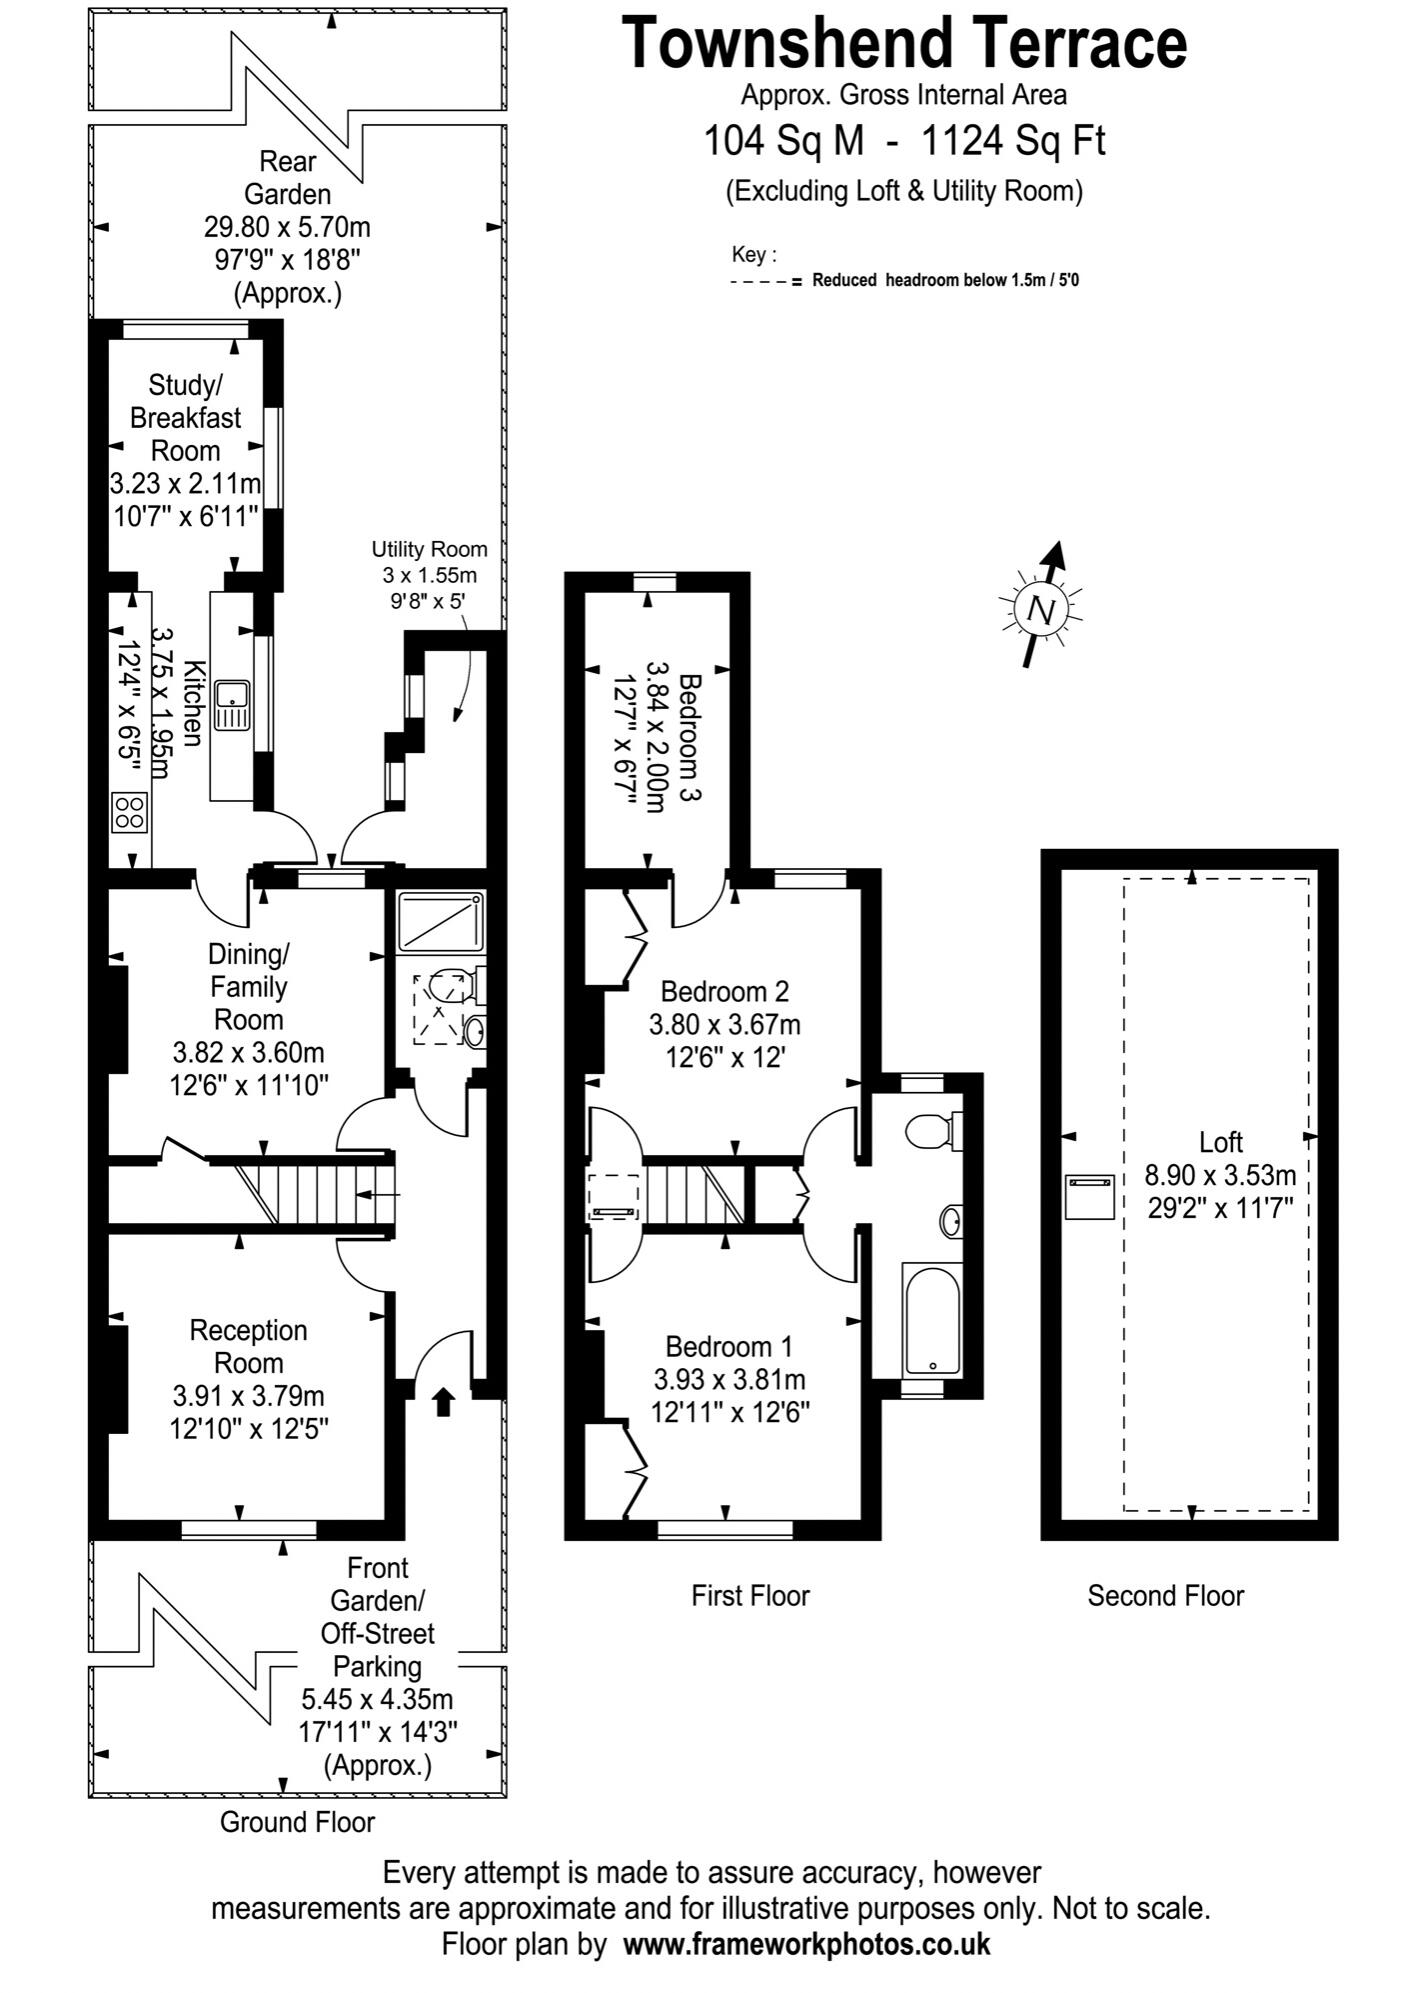 Townshend Terrace
Approx. Gross Internal Area
104 Sq M - 1124 Sq Ft
(Excluding Loft & Utility Room)
Key :
= Reduced headroom below 1.5m / 5'0
Rear
Garden
29.80 x 5.70m
97'9" x 18'8"
(Approx.)
Study/
Breakfast
Room
3.23 x 2.11m
10'7" x 6'11"
Utility Room
3 x 1.55m
9'8" x 5'
Kitchen
3.75 x 1.95m
12'4" x 6'5"
Dining/
Family
Room
3.82 x 3.60m
12'6" x 11'10"
Reception
Room
3.91 x 3.79m
12'10" x 12'5"
Front
Garden/
Off-Street
Parking
5.45 x 4.35m
17'11" x 14'3"
(Approx.)
Ground Floor
Bedroom 3
3.84 x 2.00m
12'7" x 6'7"
Bedroom 2
3.80 x 3.67m
12'6" x 12'
Bedroom 1
3.93 x 3.81m
12'11" x 12'6"
First Floor
N
Loft
8.90 x 3.53m
29'2" x 11'7"
Second Floor
Every attempt is made to assure accuracy, however
measurements are approximate and for illustrative purposes only. Not to scale.
Floor plan by www.frameworkphotos.co.uk